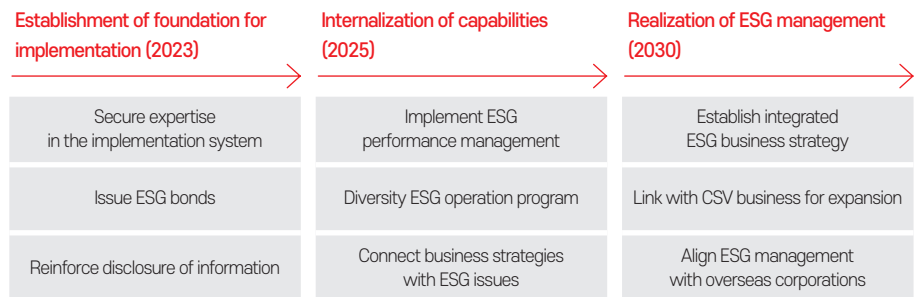 Establishment of foundation for
implementation (2023)
Secure expertise
in the implementation system
Issue ESG bonds
Reinforce disclosure of information
Internalization of capabilities
(2025)
Implement ESG
performance management
Diversity ESG operation program
Connect business strategies
with ESG issues
Realization of ESG management
(2030)
Establish integrated
ESG business strategy
Link with CSV business for expansion
Align ESG management
with overseas corporations